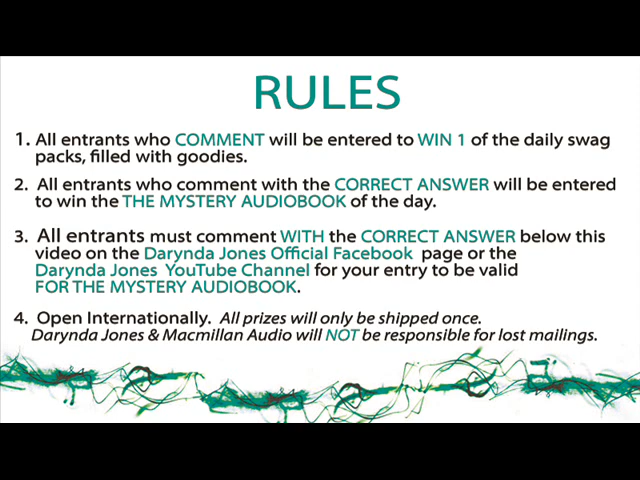 RULES
1. All entrants who COMMENT will be entered to WIN 1 of the daily swag
packs, filled with goodies.
2. All entrants who comment with the CORRECT ANSWER will be entered
to win the THE MYSTERY AUDIOBOOK of the day.
3. All entrants must comment WITH the CORRECT ANSWER below this
video on the Darynda Jones Official Facebook page or the
Darynda Jones YouTube Channel for your entry to be valid
FOR THE MYSTERY AUDIOBOOK.
4. Open Internationally. All prizes will only be shipped once.
Darynda Jones & Macmillan Audio will NOT be responsible for lost mailings.